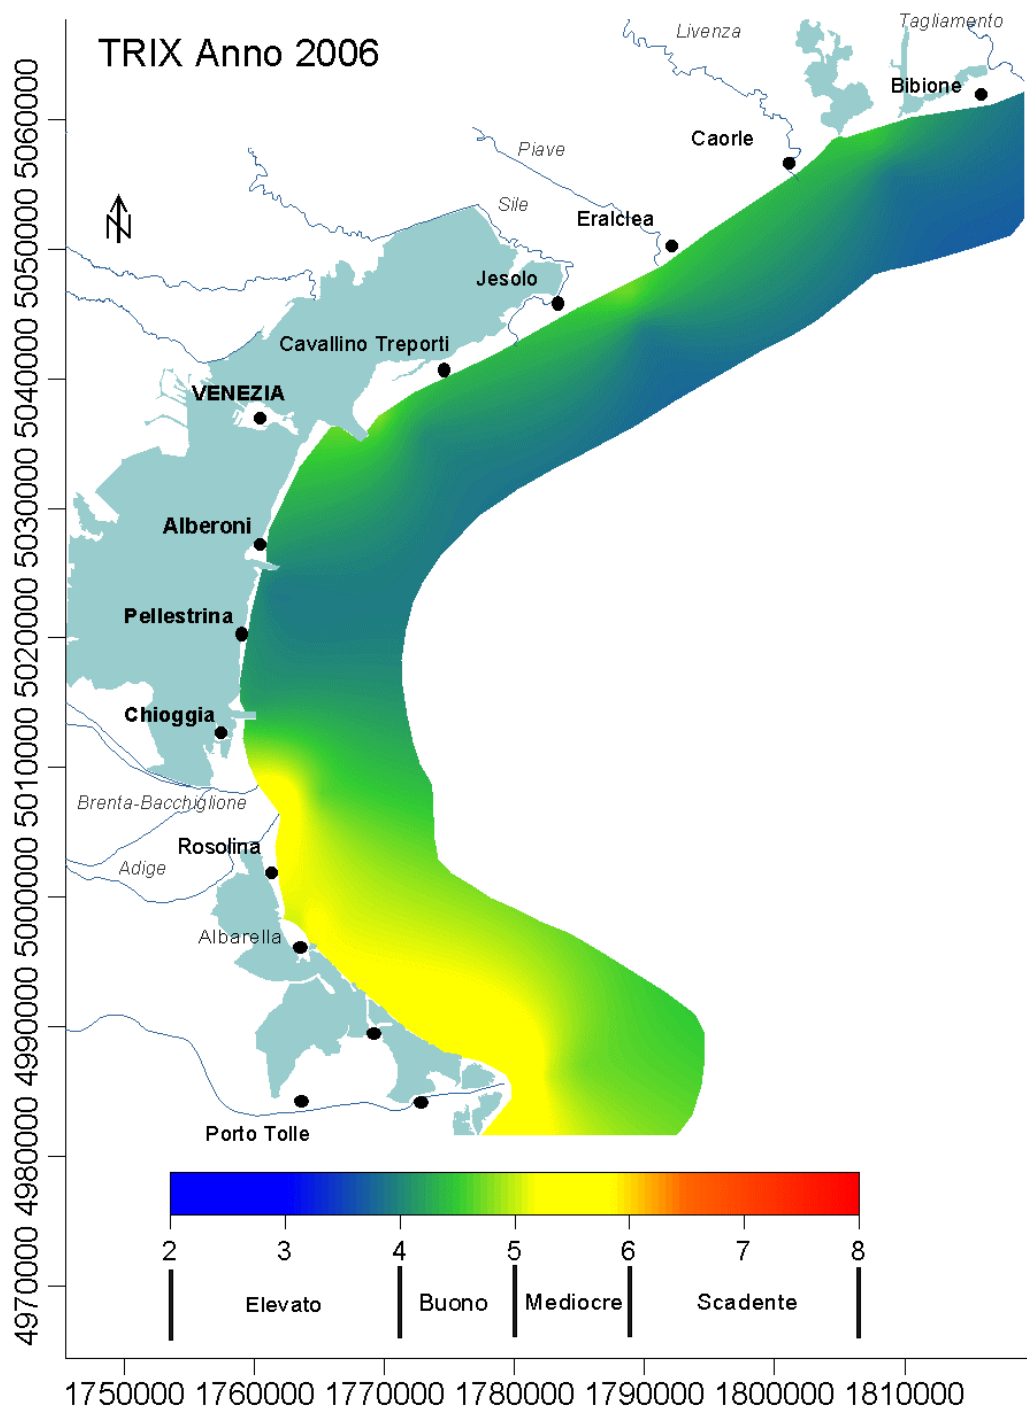 TRIX Anno 2006
Tagliamento
Livenza
Bibione
Caorle
Piave
Sile
Eralclea
Jesolo
Cavallino Treporti
VENEZIA
Alberoni
Pellestrina
Chioggia
Brenta-Bacchiglione
Rosolina
Adige
Albarella
Porto Tolle
N
5060000
5050000
5040000
5030000
5020000
5010000
5000000
4990000
4980000
4970000
2 3 4 5 6 7 8
Elevato Buono Mediocre Scadente
1750000 1760000 1770000 1780000 1790000 1800000 1810000